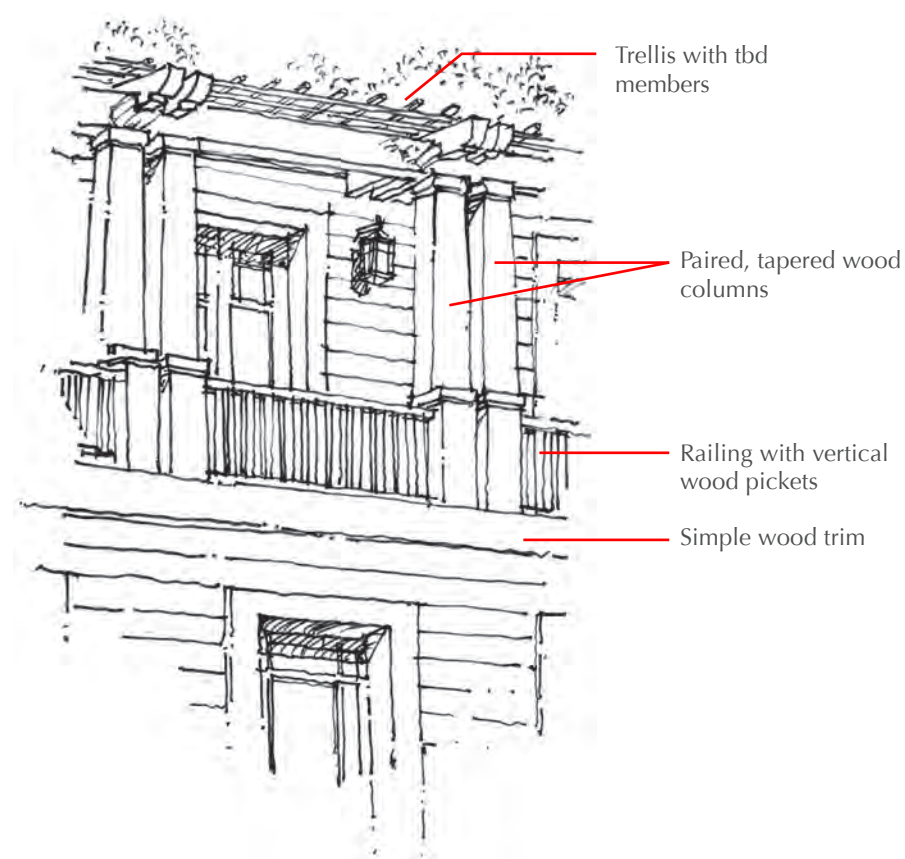 Trellis with tbd
members
Paired, tapered wood
columns
Railing with vertical
wood pickets
Simple wood trim